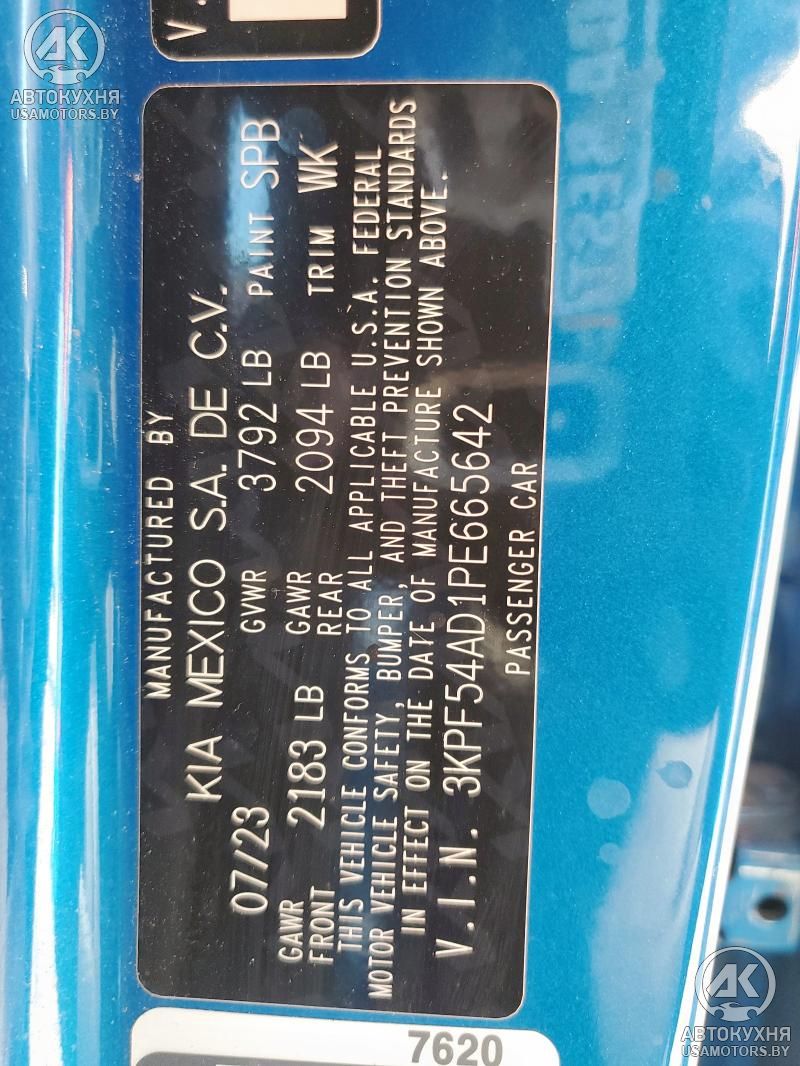 MANUFACTURED BY
KIA MEXICO S.A. DE C.V.
07/23 GVWR 3792 LB PAINT SPB
GAWR FRONT 2183 LB GAWR REAR 2094 LB TRIM WK
THIS VEHICLE CONFORMS TO ALL APPLICABLE U.S.A. FEDERAL
MOTOR VEHICLE SAFETY, BUMPER, AND THEFT PREVENTION STANDARDS
IN EFFECT ON THE DATE OF MANUFACTURE SHOWN ABOVE.
V.I.N. 3KPF54AD1PE665642
PASSENGER CAR
7620
V.
АК
АВТОКУХНЯ
USAMOTORS.BY
АК
АВТОКУХНЯ
USAMOTORS.BY